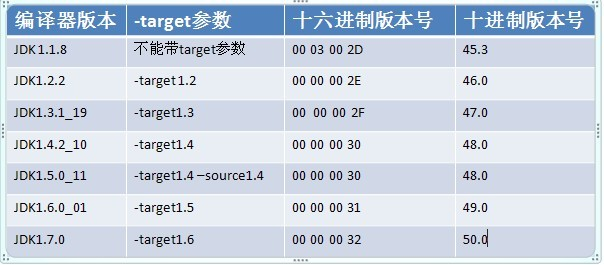 编译器版本 -target参数 十六进制版本号 十进制版本号
JDK1.1.8 不能带target参数 00 03 00 2D 45.3
JDK1.2.2 -target 1.2 00 00 00 2E 46.0
JDK1.3.1_19 -target1.3 00 00 00 2F 47.0
JDK1.4.2_10 -target1.4 00 00 00 30 48.0
JDK1.5.0_11 -target1.4 –source1.4 00 00 00 30 48.0
JDK1.6.0_01 -target1.5 00 00 00 31 49.0
JDK1.7.0 -target1.6 00 00 00 32 50.0